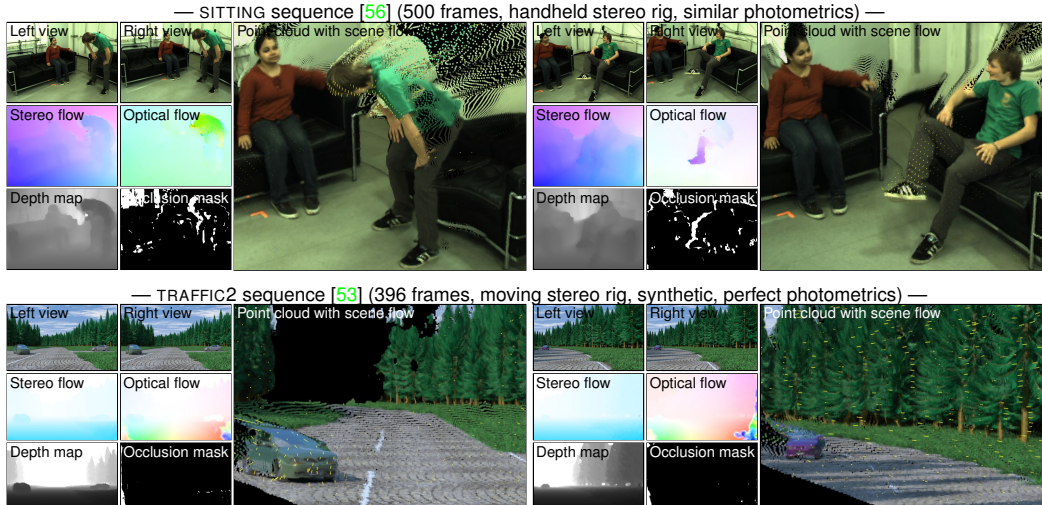 — SITTING sequence [56] (500 frames, handheld stereo rig, similar photometrics) —
Left view Right view Point cloud with scene flow Left view Right view Point cloud with scene flow
Stereo flow Optical flow Stereo flow Optical flow
Depth map Occlusion mask Depth map Occlusion mask
— TRAFFIC2 sequence [53] (396 frames, moving stereo rig, synthetic, perfect photometrics) —
Left view Right view Point cloud with scene flow Left view Right view Point cloud with scene flow
Stereo flow Optical flow Stereo flow Optical flow
Depth map Occlusion mask Depth map Occlusion mask